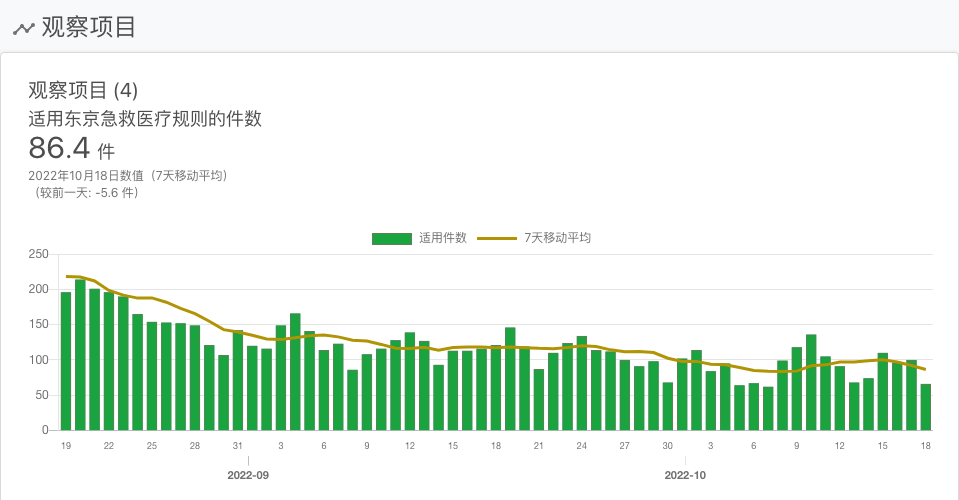 观察项目
观察项目 (4)
适用东京急救医疗规则的件数
86.4 件
2022年10月18日数值（7天移动平均）
（较前一天: -5.6 件）
适用件数 7天移动平均
250
200
150
100
50
0
19 22 25 28 31 3 6 9 12 15 18 21 24 27 30 3 6 9 12 15 18
2022-09 2022-10